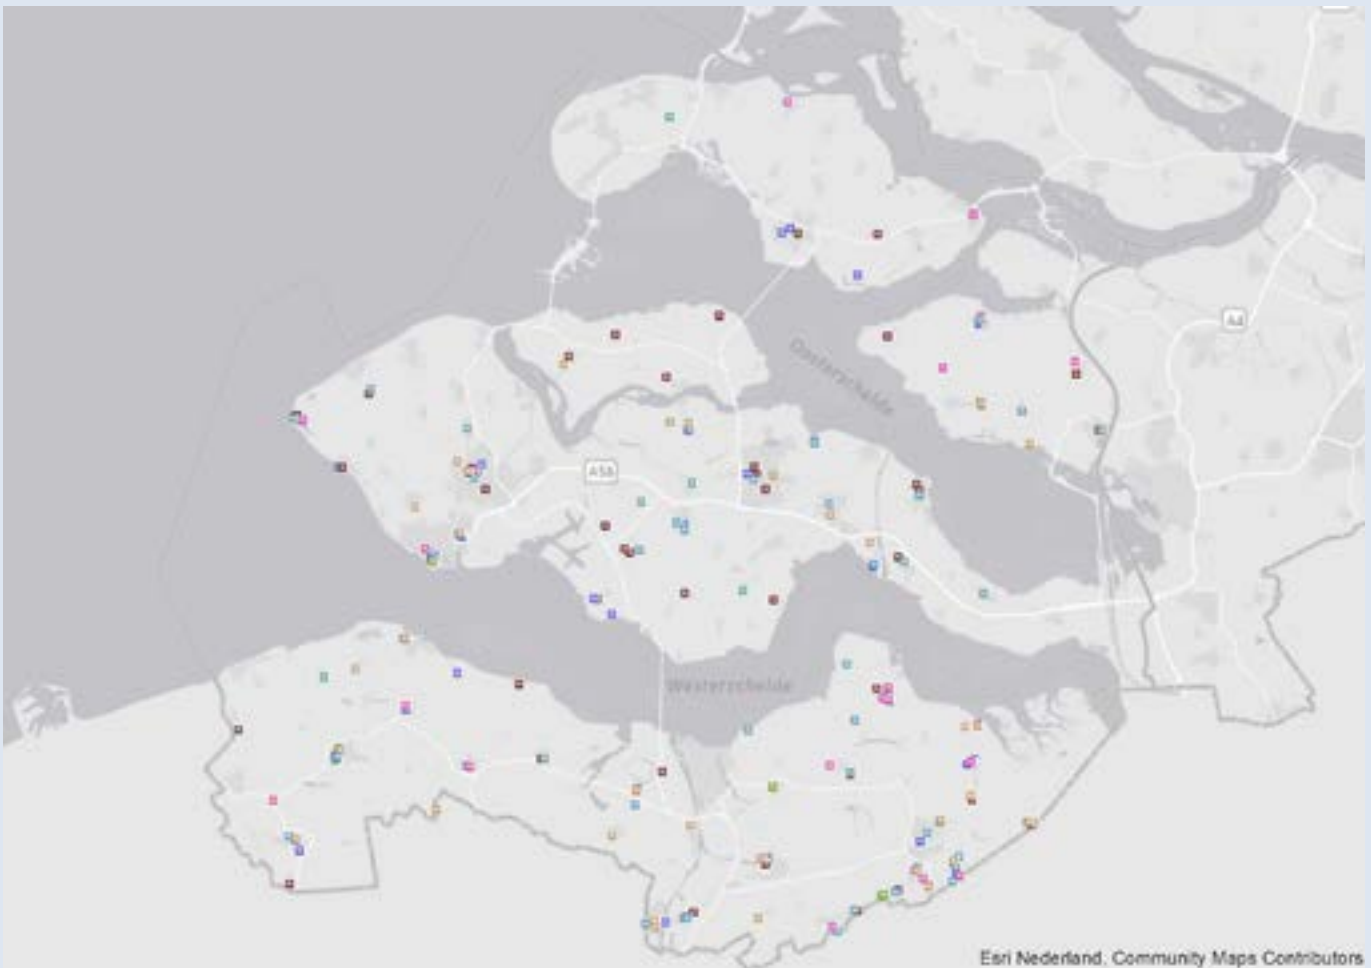 A4
Oosterschelde
A58
Westerschelde
Esri Nederland, Community Maps Contributors